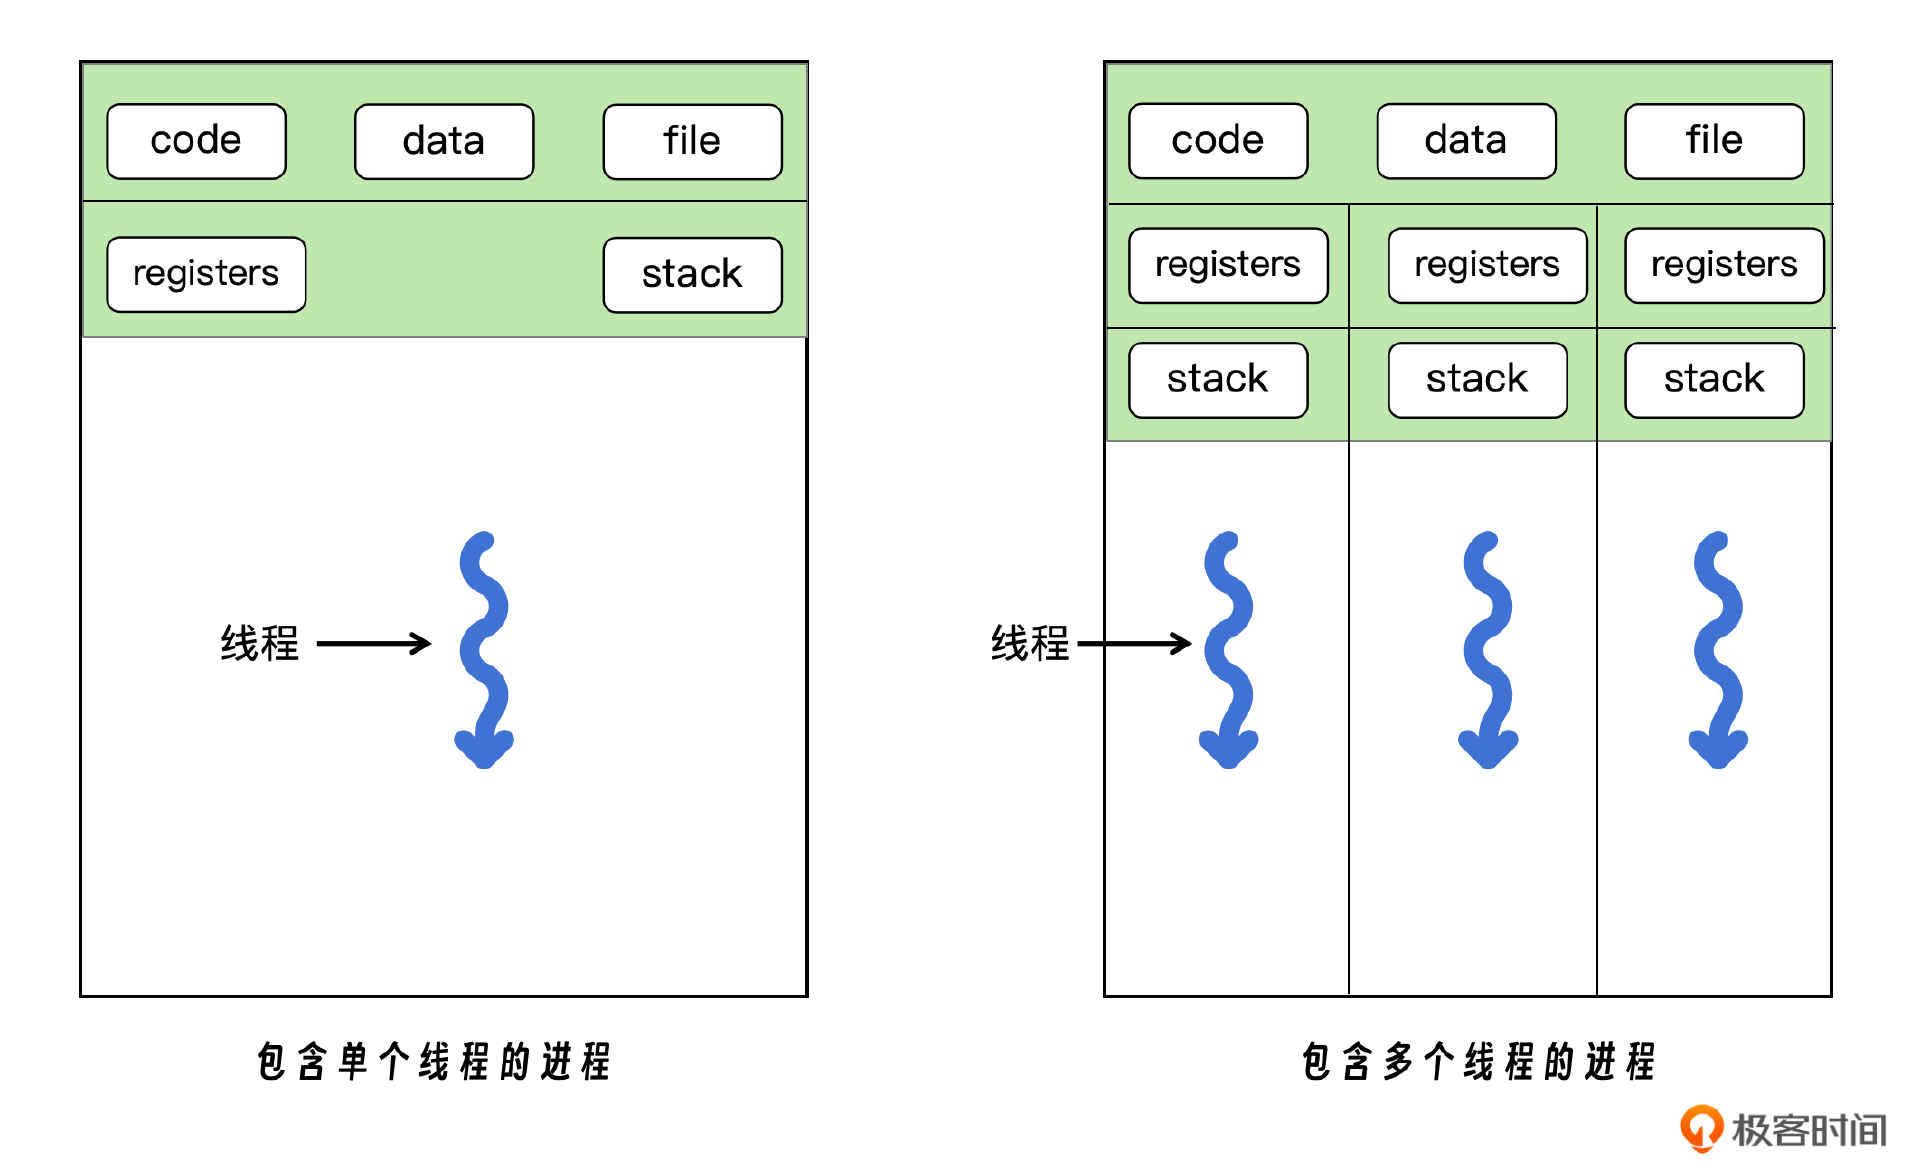 code data file
registers stack
线程
包含单个线程的进程
code data file
registers registers registers
stack stack stack
线程
包含多个线程的进程
极客时间